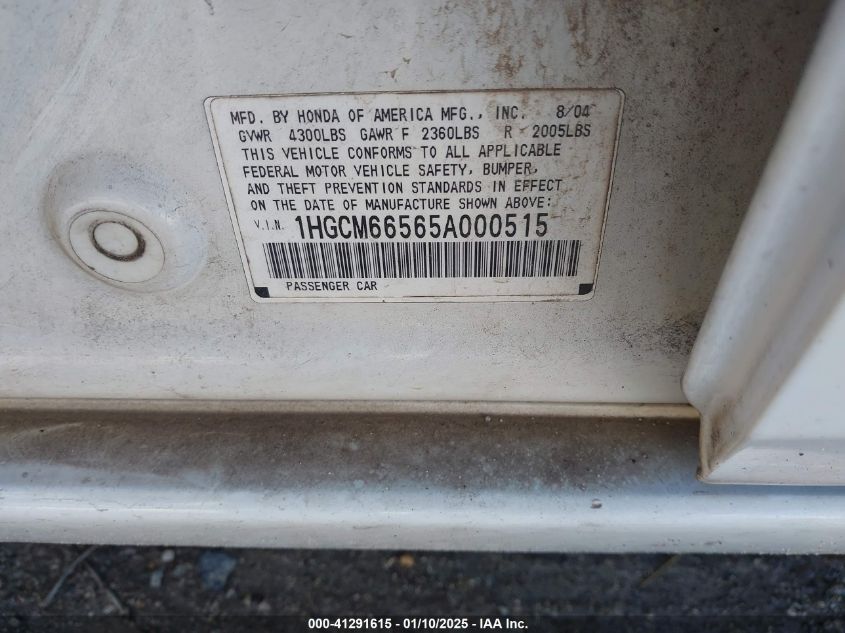 MFD. BY HONDA OF AMERICA MFG., INC. 8/04
GVWR 4300LBS GAWR F 2360LBS R 2005LBS
THIS VEHICLE CONFORMS TO ALL APPLICABLE
FEDERAL MOTOR VEHICLE SAFETY, BUMPER,
AND THEFT PREVENTION STANDARDS IN EFFECT
ON THE DATE OF MANUFACTURE SHOWN ABOVE:
V.I.N. 1HGCM66565A000515
PASSENGER CAR
000-41291615 — 01/10/2025 — IAA Inc.